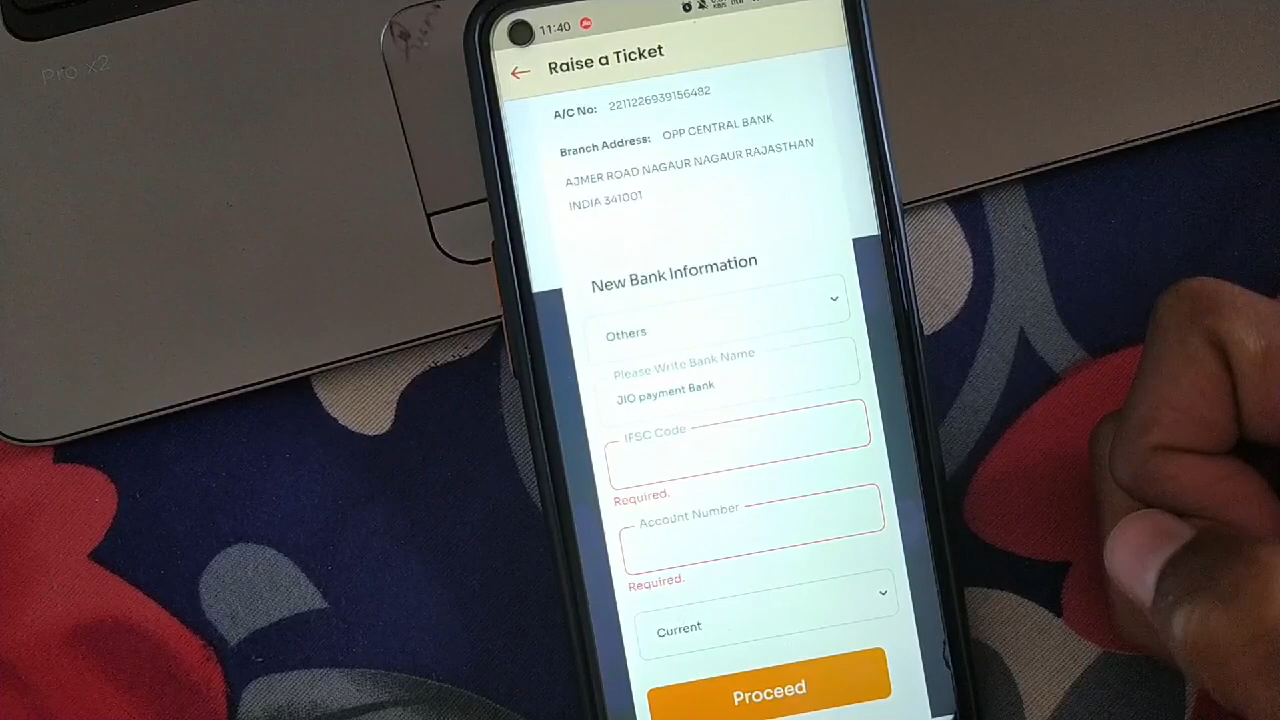 Pro x2
11:40
Raise a Ticket
A/C No: 2211226939156482
Branch Address: OPP CENTRAL BANK
AJMER ROAD NAGAUR NAGAUR RAJASTHAN
INDIA 341001
New Bank Information
Others
Please Write Bank Name
JIO payment Bank
IFSC Code
Required.
Account Number
Required.
Current
Proceed